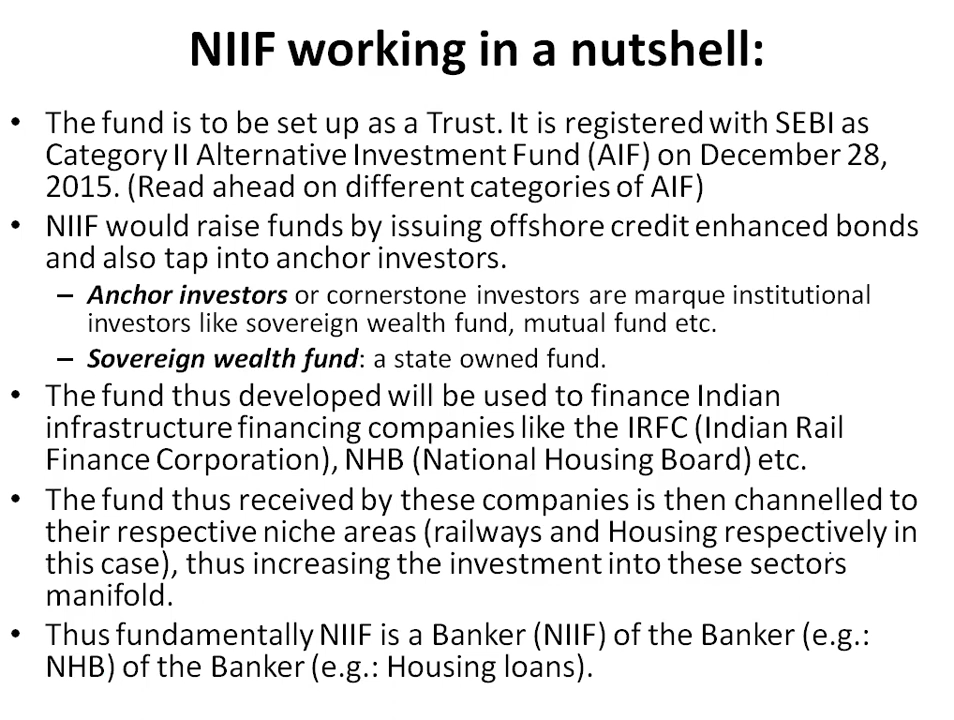 NIIF working in a nutshell:
• The fund is to be set up as a Trust. It is registered with SEBI as
Category II Alternative Investment Fund (AIF) on December 28,
2015. (Read ahead on different categories of AIF)
• NIIF would raise funds by issuing offshore credit enhanced bonds
and also tap into anchor investors.
– Anchor investors or cornerstone investors are marque institutional
investors like sovereign wealth fund, mutual fund etc.
– Sovereign wealth fund: a state owned fund.
• The fund thus developed will be used to finance Indian
infrastructure financing companies like the IRFC (Indian Rail
Finance Corporation), NHB (National Housing Board) etc.
• The fund thus received by these companies is then channelled to
their respective niche areas (railways and Housing respectively in
this case), thus increasing the investment into these sectors
manifold.
• Thus fundamentally NIIF is a Banker (NIIF) of the Banker (e.g.:
NHB) of the Banker (e.g.: Housing loans).